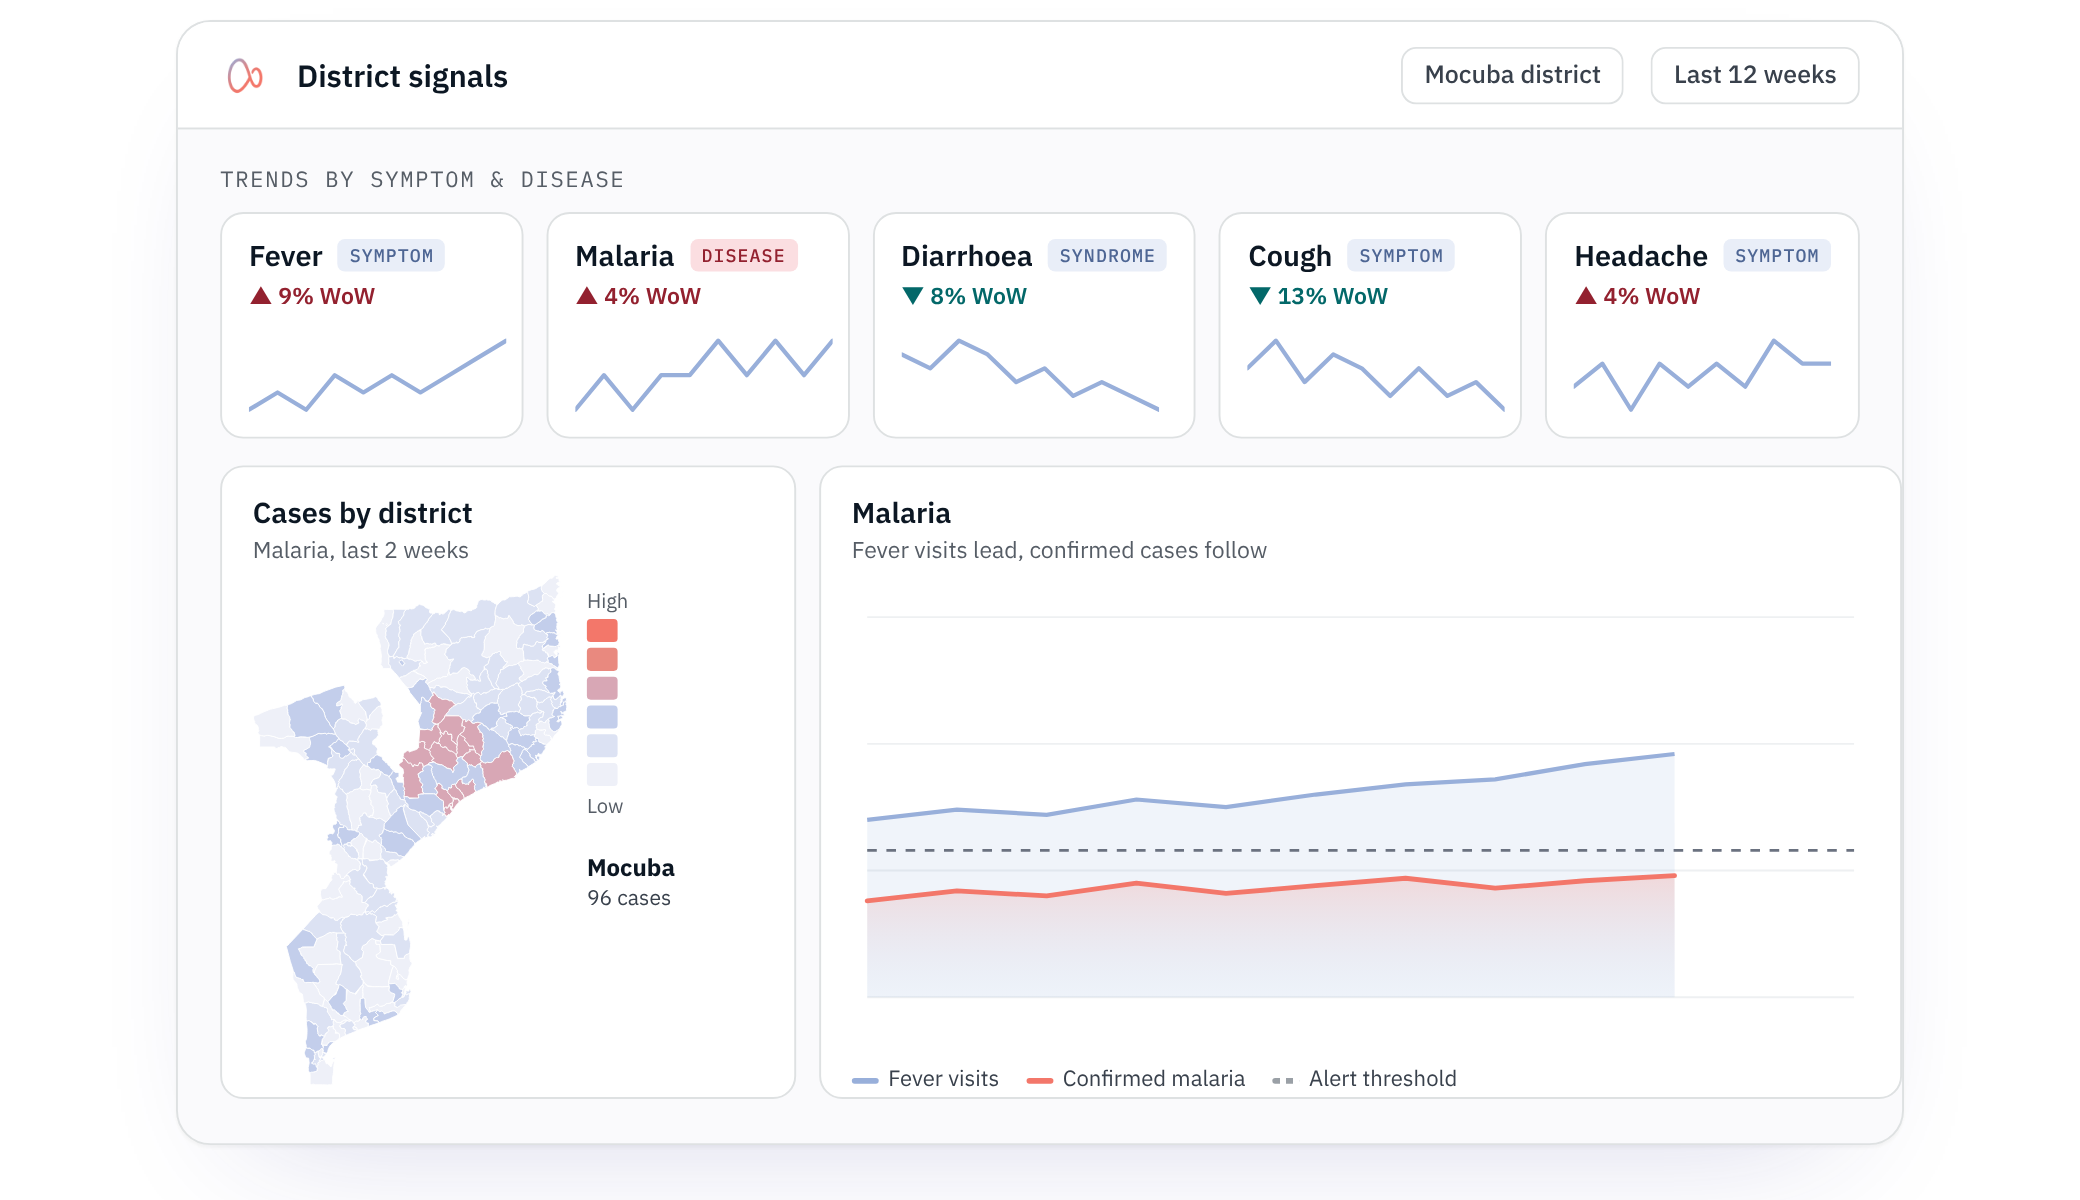 District signals
Mocuba district
Last 12 weeks
TRENDS BY SYMPTOM & DISEASE
Fever SYMPTOM
▲ 9% WoW
Malaria DISEASE
▲ 4% WoW
Diarrhoea SYNDROME
▼ 8% WoW
Cough SYMPTOM
▼ 13% WoW
Headache SYMPTOM
▲ 4% WoW
Cases by district
Malaria, last 2 weeks
High
Low
Mocuba
96 cases
Malaria
Fever visits lead, confirmed cases follow
Fever visits
Confirmed malaria
Alert threshold